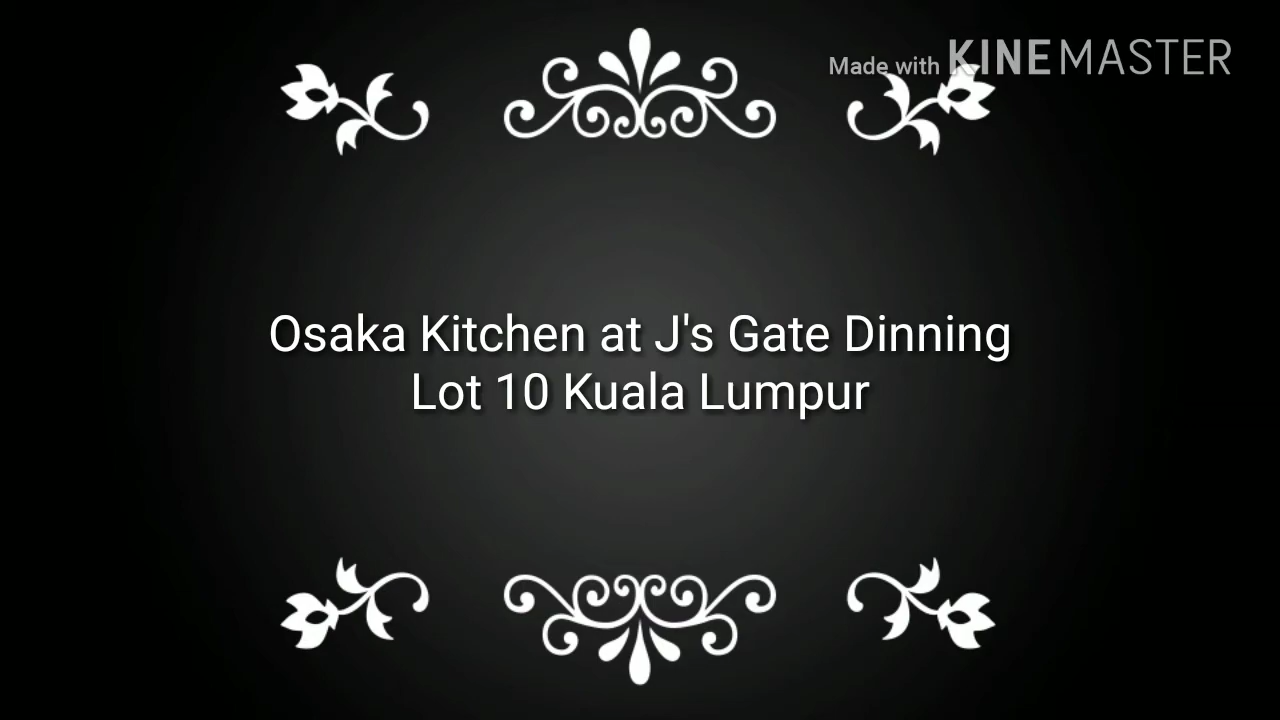 Made with KINEMASTER
Osaka Kitchen at J's Gate Dinning
Lot 10 Kuala Lumpur